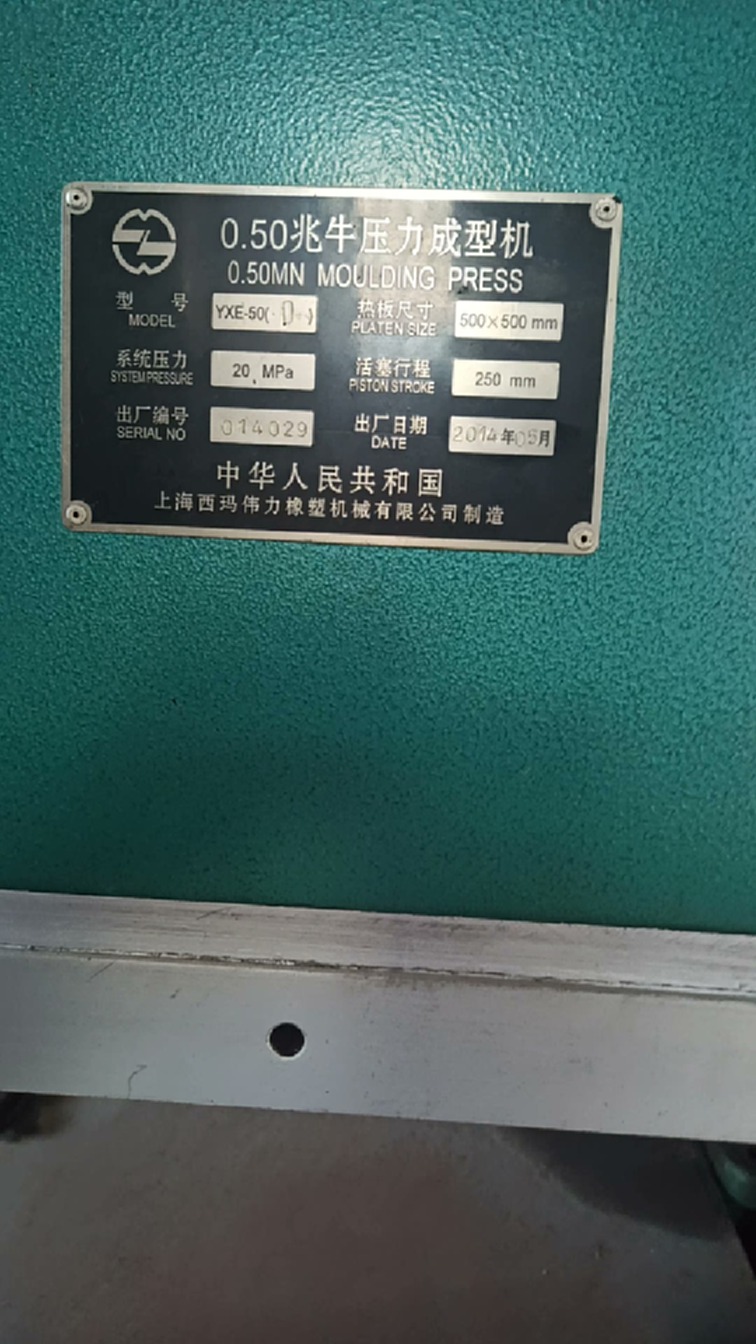 0.50兆牛压力成型机
0.50MN MOULDING PRESS
型 号 YXE-50( D ) 热板尺寸 500×500 mm
MODEL PLATEN SIZE
系统压力 20 MPa 活塞行程 250 mm
SYSTEM PRESSURE PISTON STROKE
出厂编号 014029 出厂日期 2014年05月
SERIAL NO DATE
中华人民共和国
上海西玛伟力橡塑机械有限公司制造